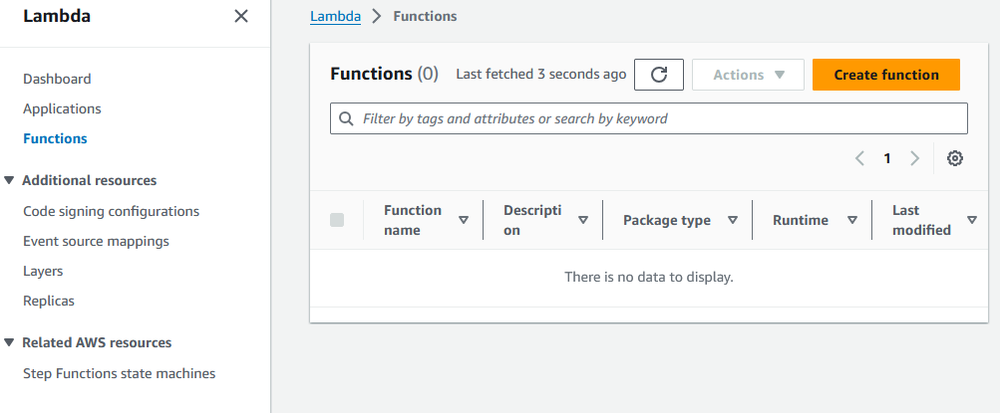 Lambda
Dashboard
Applications
Functions
Additional resources
Code signing configurations
Event source mappings
Layers
Replicas
Related AWS resources
Step Functions state machines
Lambda > Functions
Functions (0) Last fetched 3 seconds ago Actions Create function
Filter by tags and attributes or search by keyword
1
Function name Descripti on Package type Runtime Last modified
There is no data to display.